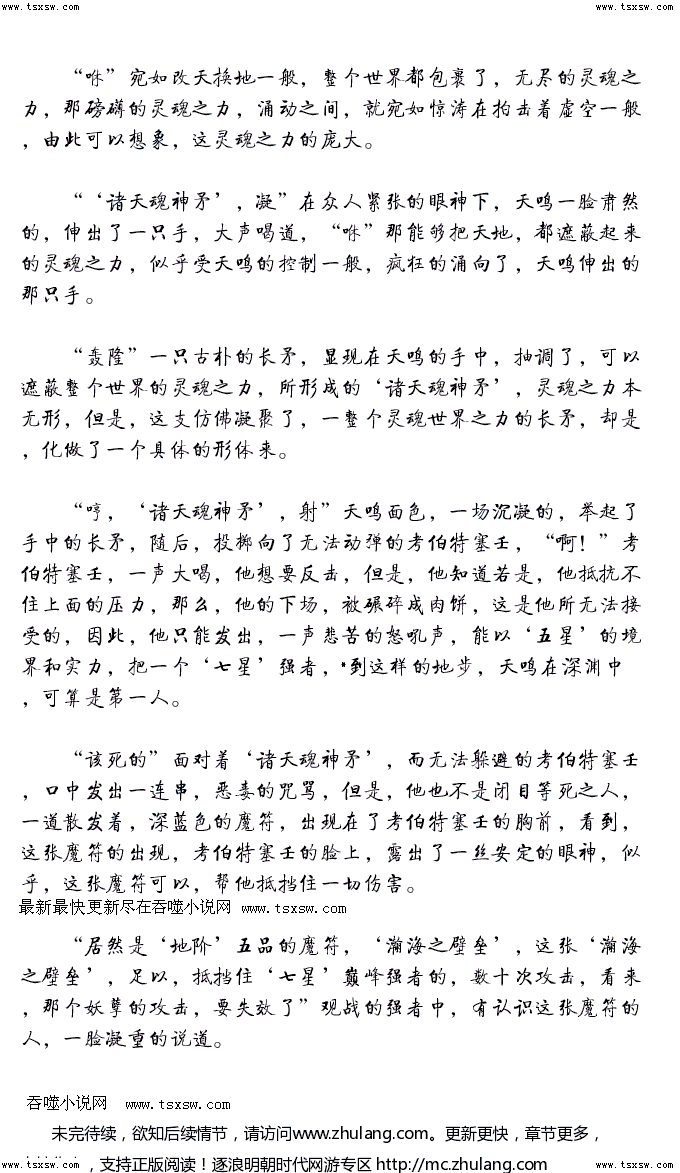 www.tsxsw.com www.tsxsw.com www.tsxsw.com
“咻”宛如改天换地一般，整个世界都包裹了，无尽的灵魂之
力，那磅礴的灵魂之力，涌动之间，就宛如惊涛在拍击着虚空一般
，由此可以想象，这灵魂之力的庞大。
“‘诸天魂神矛’，凝”在众人紧张的眼神下，天鸣一脸肃然
的，伸出了一只手，大声喝道，“咻”那能够把天地，都遮蔽起来
的灵魂之力，似乎受天鸣的控制一般，疯狂的涌向了，天鸣伸出的
那只手。
“轰隆”一只古朴的长矛，显现在天鸣的手中，抽调了，可以
遮蔽整个世界的灵魂之力，所形成的‘诸天魂神矛’，灵魂之力本
无形，但是，这支仿佛凝聚了，一整个灵魂世界之力的长矛，却是
，化做了一个具体的形体来。
“哼，‘诸天魂神矛’，射”天鸣面色，一场沉凝的，举起了
手中的长矛，随后，投掷向了无法动弹的考伯特塞壬，“啊！”考
伯特塞壬，一声大喝，他想要反击，但是，他知道若是，他抵抗不
住上面的压力，那么，他的下场，被碾碎成肉饼，这是他所无法接
受的，因此，他只能发出，一声悲苦的怒吼声，能以‘五星’的境
界和实力，把一个‘七星’强者，*到这样的地步，天鸣在深渊中
，可算是第一人。
“该死的”面对着‘诸天魂神矛’，而无法躲避的考伯特塞壬
，口中发出一连串，恶毒的咒骂，但是，他也不是闭目等死之人，
一道散发着，深蓝色的魔符，出现在了考伯特塞壬的胸前，看到，
这张魔符的出现，考伯特塞壬的脸上，露出了一丝安定的眼神，似
乎，这张魔符可以，帮他抵挡住一切伤害。
最新最快更新尽在吞噬小说网 www.tsxsw.com
“居然是‘地阶’五品的魔符，‘瀚海之壁垒’，这张‘瀚海
之壁垒’，足以，抵挡住‘七星’巅峰强者的，数十次攻击，看来
，那个妖孽的攻击，要失效了”观战的强者中，有认识这张魔符的
人，一脸凝重的说道。
吞噬小说网 www.tsxsw.com
未完待续，欲知后续情节，请访问www.zhulang.com。更新更快，章节更多，
，支持正版阅读！逐浪明朝时代网游专区 http://mc.zhulang.com
www.tsxsw.com www.tsxsw.com